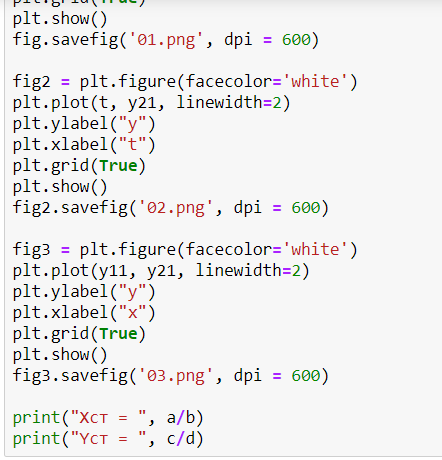 plt.grid(True)
plt.show()
fig.savefig('01.png', dpi = 600)
fig2 = plt.figure(facecolor='white')
plt.plot(t, y21, linewidth=2)
plt.ylabel("y")
plt.xlabel("t")
plt.grid(True)
plt.show()
fig2.savefig('02.png', dpi = 600)
fig3 = plt.figure(facecolor='white')
plt.plot(y11, y21, linewidth=2)
plt.ylabel("y")
plt.xlabel("x")
plt.grid(True)
plt.show()
fig3.savefig('03.png', dpi = 600)
print("Xст = ", a/b)
print("Yст = ", c/d)